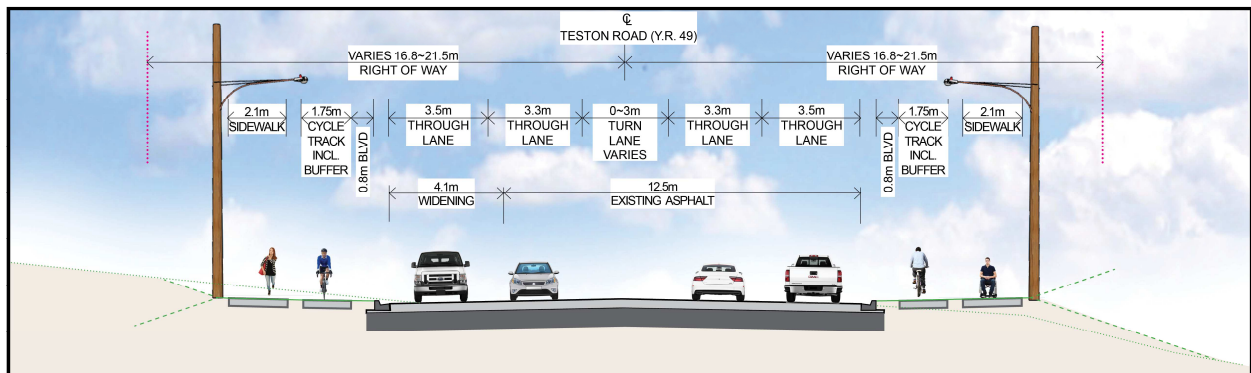 ℄
TESTON ROAD (Y.R. 49)
VARIES 16.8~21.5m
RIGHT OF WAY
VARIES 16.8~21.5m
RIGHT OF WAY
2.1m
SIDEWALK
1.75m
CYCLE
TRACK
INCL.
BUFFER
0.8m BLVD
3.5m
THROUGH
LANE
3.3m
THROUGH
LANE
0~3m
TURN
LANE
VARIES
3.3m
THROUGH
LANE
3.5m
THROUGH
LANE
0.8m BLVD
1.75m
CYCLE
TRACK
INCL.
BUFFER
2.1m
SIDEWALK
4.1m
WIDENING
12.5m
EXISTING ASPHALT